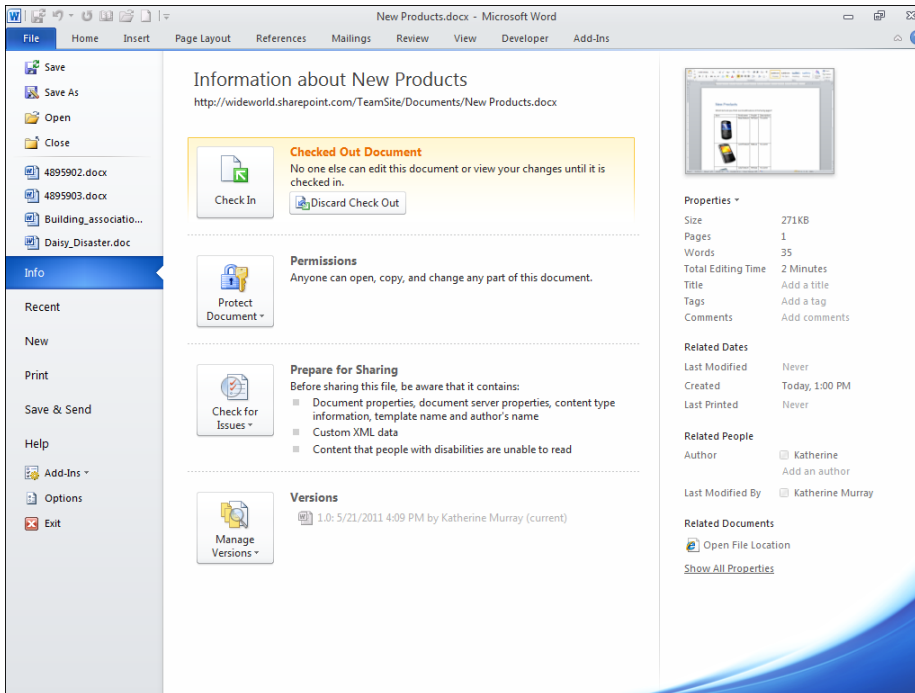 New Products.docx - Microsoft Word
File Home Insert Page Layout References Mailings Review View Developer Add-Ins
Save
Save As
Open
Close
4895902.docx
4895903.docx
Building_associatio...
Daisy_Disaster.doc
Info
Recent
New
Print
Save & Send
Help
Add-Ins
Options
Exit
Information about New Products
http://wideworld.sharepoint.com/TeamSite/Documents/New Products.docx
Check In
Checked Out Document
No one else can edit this document or view your changes until it is
checked in.
Discard Check Out
Protect
Document
Permissions
Anyone can open, copy, and change any part of this document.
Check for
Issues
Prepare for Sharing
Before sharing this file, be aware that it contains:
Document properties, document server properties, content type
information, template name and author's name
Custom XML data
Content that people with disabilities are unable to read
Manage
Versions
Versions
1.0: 5/21/2011 4:09 PM by Katherine Murray (current)
New Products
Properties
Size 271KB
Pages 1
Words 35
Total Editing Time 2 Minutes
Title Add a title
Tags Add a tag
Comments Add comments
Related Dates
Last Modified Never
Created Today, 1:00 PM
Last Printed Never
Related People
Author Katherine
Add an author
Last Modified By Katherine Murray
Related Documents
Open File Location
Show All Properties